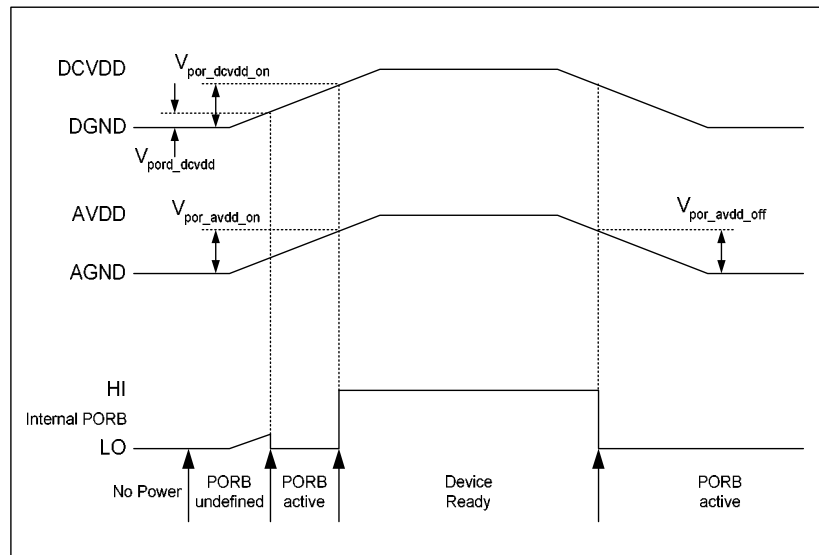 DCVDD
V_por_dcvdd_on
DGND
V_pord_dcvdd
AVDD
V_por_avdd_on
V_por_avdd_off
AGND
HI
Internal PORB
LO
No Power
PORB
undefined
PORB
active
Device
Ready
PORB
active